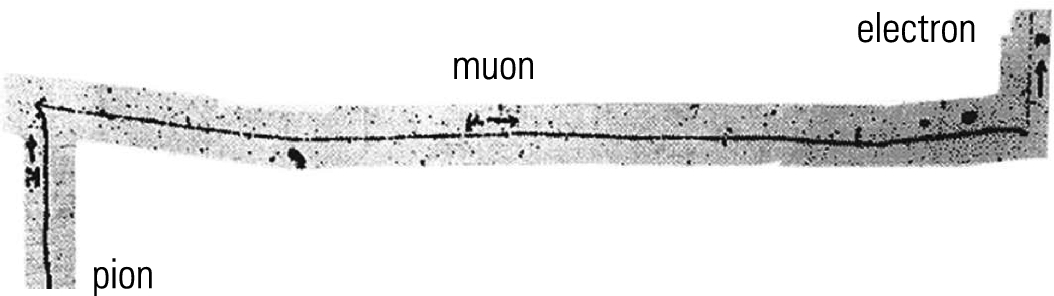 electron
muon
μ→
π→
pion